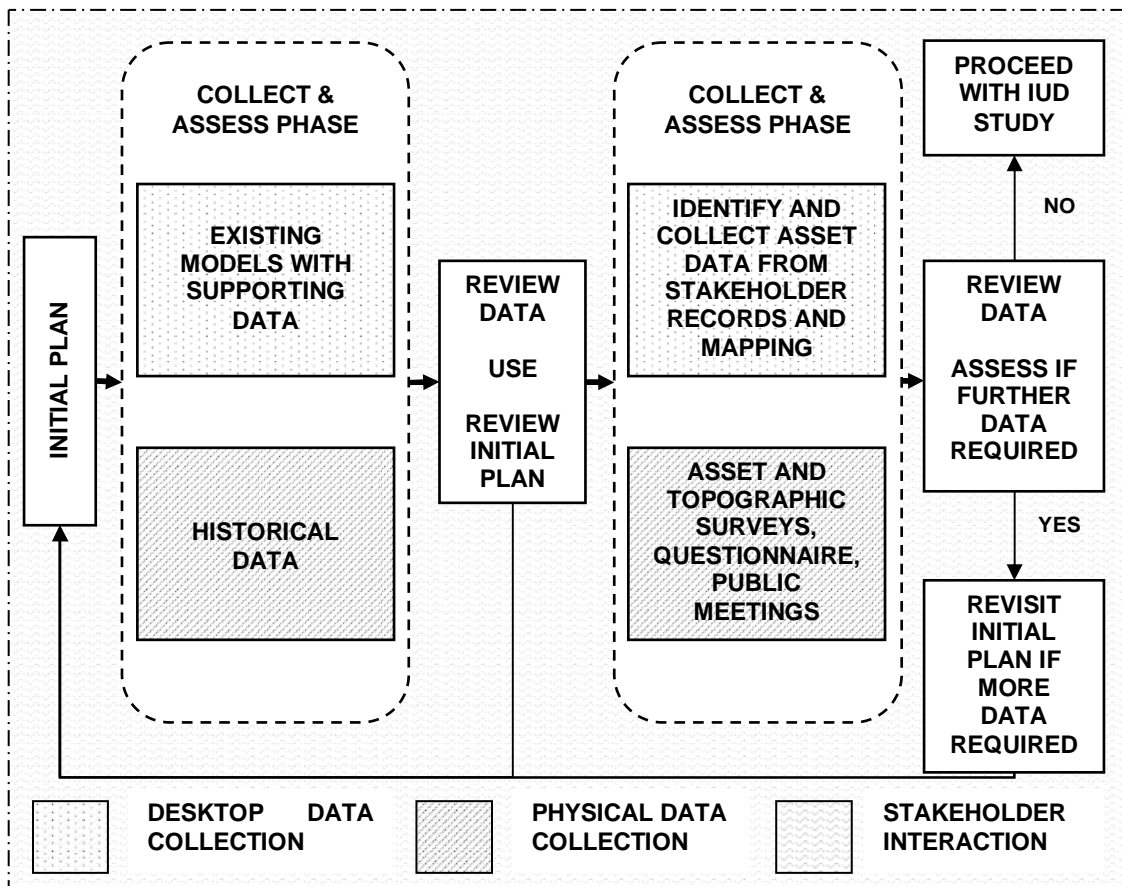 INITIAL PLAN
COLLECT &
ASSESS PHASE
EXISTING
MODELS WITH
SUPPORTING
DATA
HISTORICAL
DATA
REVIEW
DATA
USE
REVIEW
INITIAL
PLAN
COLLECT &
ASSESS PHASE
IDENTIFY AND
COLLECT ASSET
DATA FROM
STAKEHOLDER
RECORDS AND
MAPPING
ASSET AND
TOPOGRAPHIC
SURVEYS,
QUESTIONNAIRE,
PUBLIC
MEETINGS
PROCEED
WITH IUD
STUDY
NO
REVIEW
DATA
ASSESS IF
FURTHER
DATA
REQUIRED
YES
REVISIT
INITIAL
PLAN IF
MORE
DATA
REQUIRED
DESKTOP DATA
COLLECTION
PHYSICAL DATA
COLLECTION
STAKEHOLDER
INTERACTION